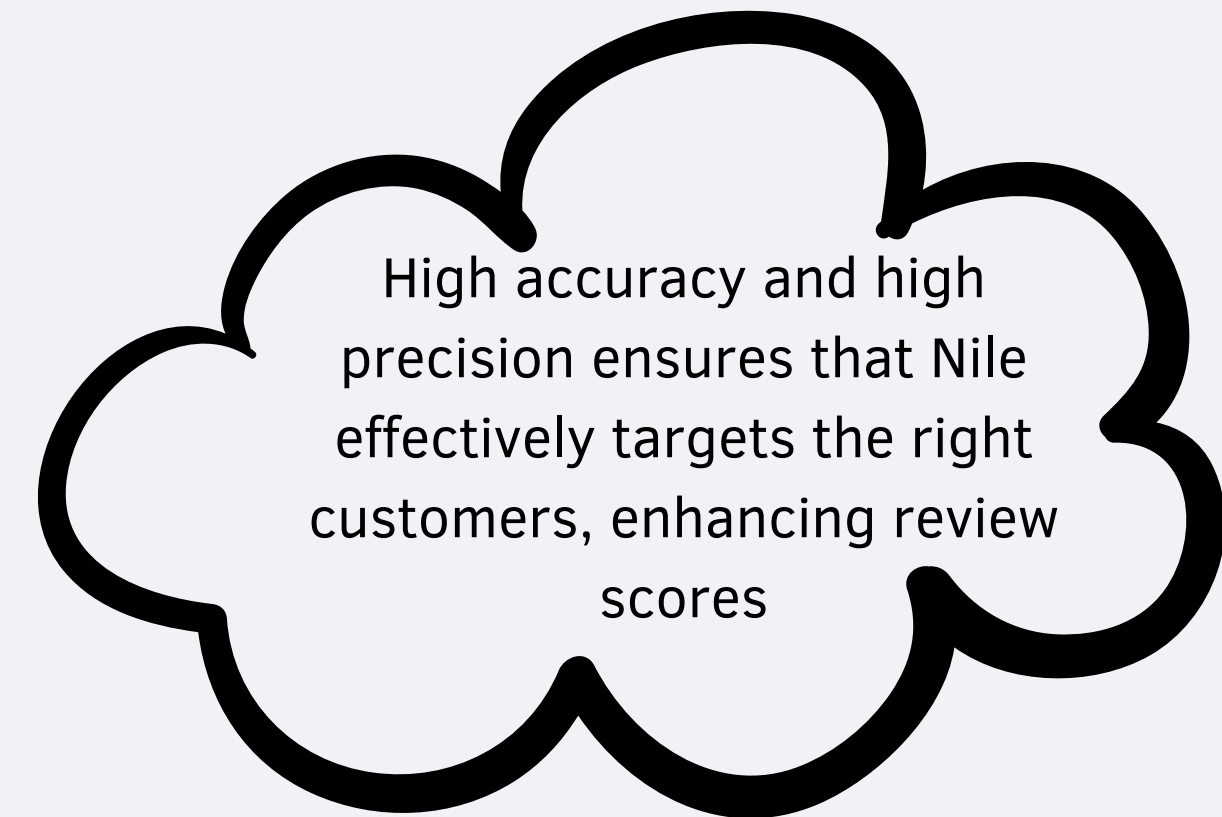 High accuracy and high
precision ensures that Nile
effectively targets the right
customers, enhancing review
scores